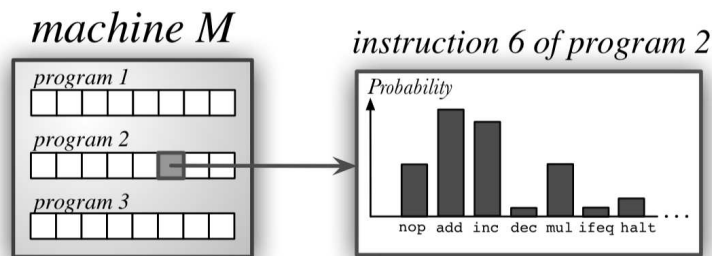 machine M
program 1
program 2
program 3
instruction 6 of program 2
Probability
nop add inc dec mul ifeq halt ...